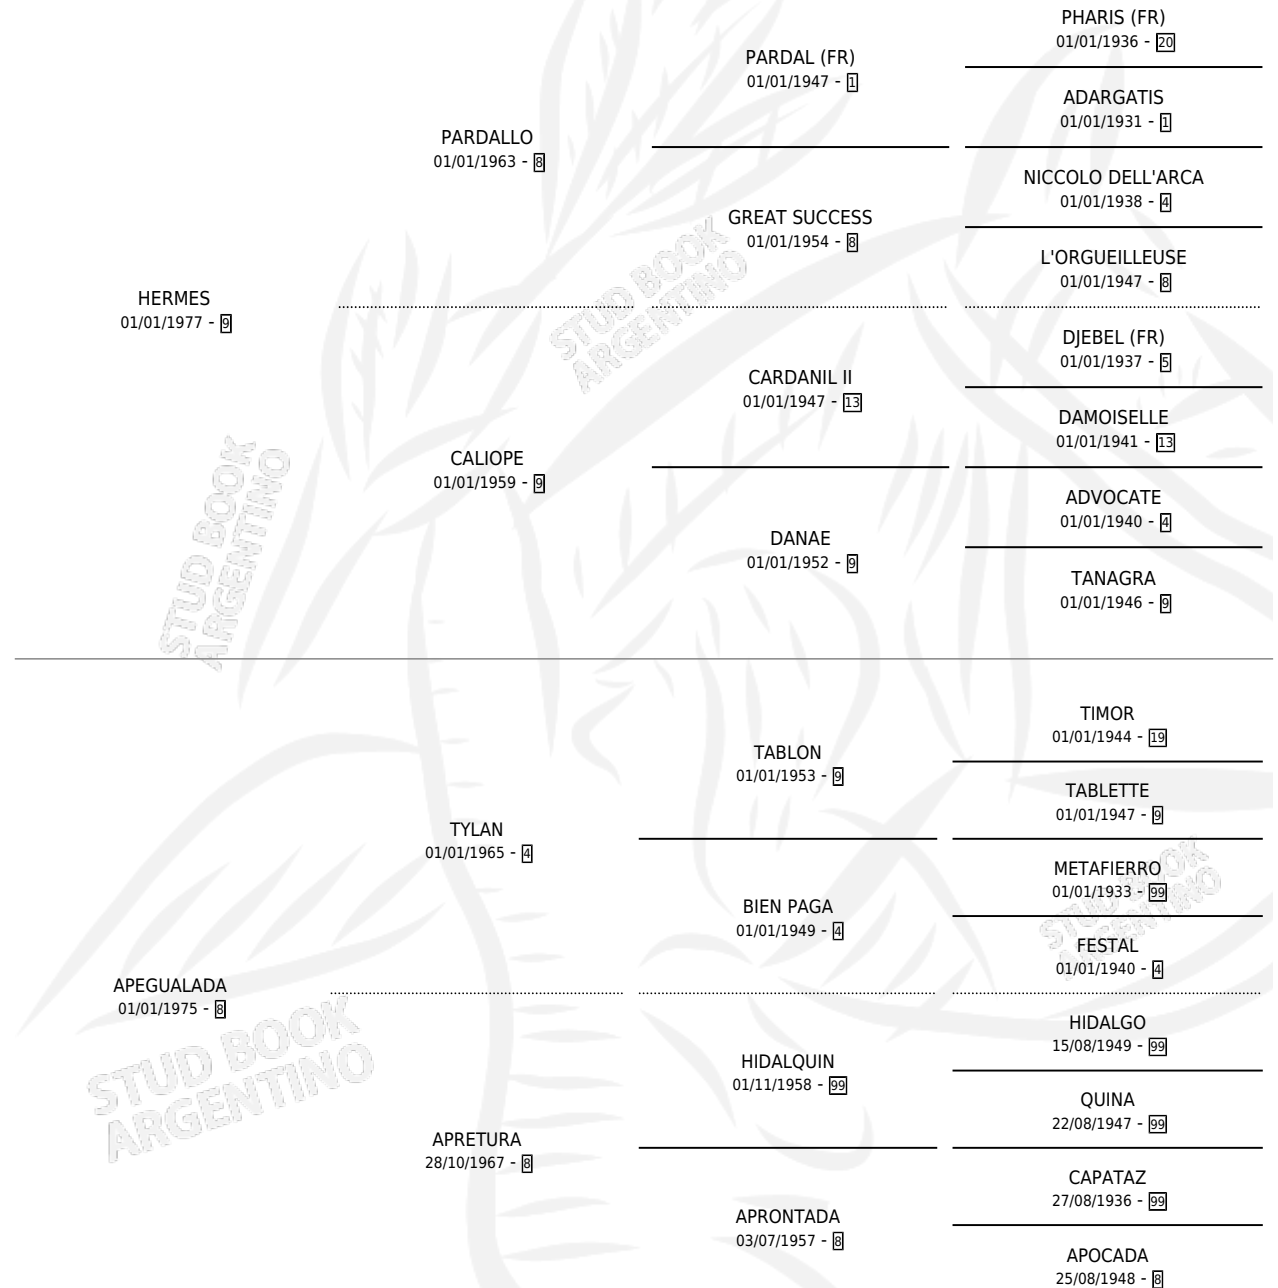 PHARIS (FR)
01/01/1936 - 20
PARDAL (FR)
01/01/1947 - 1
ADARGATIS
01/01/1931 - 1
PARDALLO
01/01/1963 - 8
NICCOLO DELL'ARCA
01/01/1938 - 4
GREAT SUCCESS
01/01/1954 - 8
L'ORGUEILLEUSE
01/01/1947 - 8
HERMES
01/01/1977 - 9
DJEBEL (FR)
01/01/1937 - 5
CARDANIL II
01/01/1947 - 13
DAMOISELLE
01/01/1941 - 13
CALIOPE
01/01/1959 - 9
ADVOCATE
01/01/1940 - 4
DANAE
01/01/1952 - 9
TANAGRA
01/01/1946 - 9
STUD BOOK
ARGENTINO
STUD BOOK
ARGENTINO
TIMOR
01/01/1944 - 19
TABLON
01/01/1953 - 9
TABLETTE
01/01/1947 - 9
TYLAN
01/01/1965 - 4
METAFIERRO
01/01/1933 - 99
BIEN PAGA
01/01/1949 - 4
FESTAL
01/01/1940 - 4
APEGUALADA
01/01/1975 - 8
HIDALGO
15/08/1949 - 99
HIDALQUIN
01/11/1958 - 99
QUINA
22/08/1947 - 99
APRETURA
28/10/1967 - 8
CAPATAZ
27/08/1936 - 99
APRONTADA
03/07/1957 - 8
APOCADA
25/08/1948 - 8
STUD BOOK
ARGENTINO
STUD BOOK
ARGENTINO